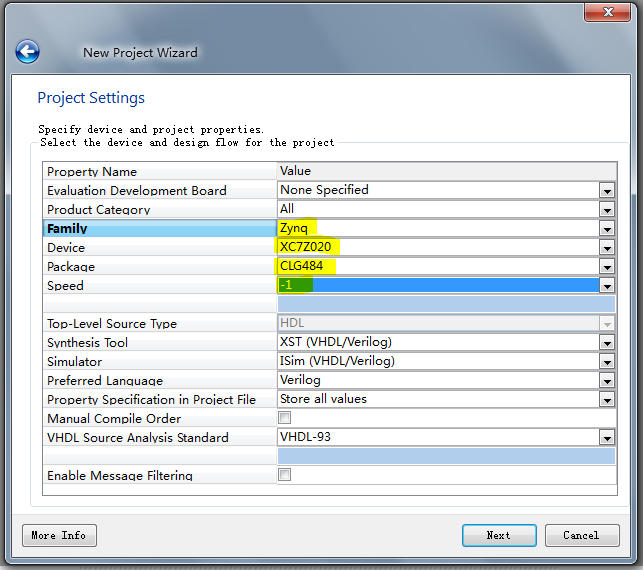 New Project Wizard
Project Settings
Specify device and project properties.
Select the device and design flow for the project
Property Name Value
Evaluation Development Board None Specified
Product Category All
Family Zynq
Device XC7Z020
Package CLG484
Speed -1
Top-Level Source Type HDL
Synthesis Tool XST (VHDL/Verilog)
Simulator ISim (VHDL/Verilog)
Preferred Language Verilog
Property Specification in Project File Store all values
Manual Compile Order
VHDL Source Analysis Standard VHDL-93
Enable Message Filtering
More Info Next Cancel